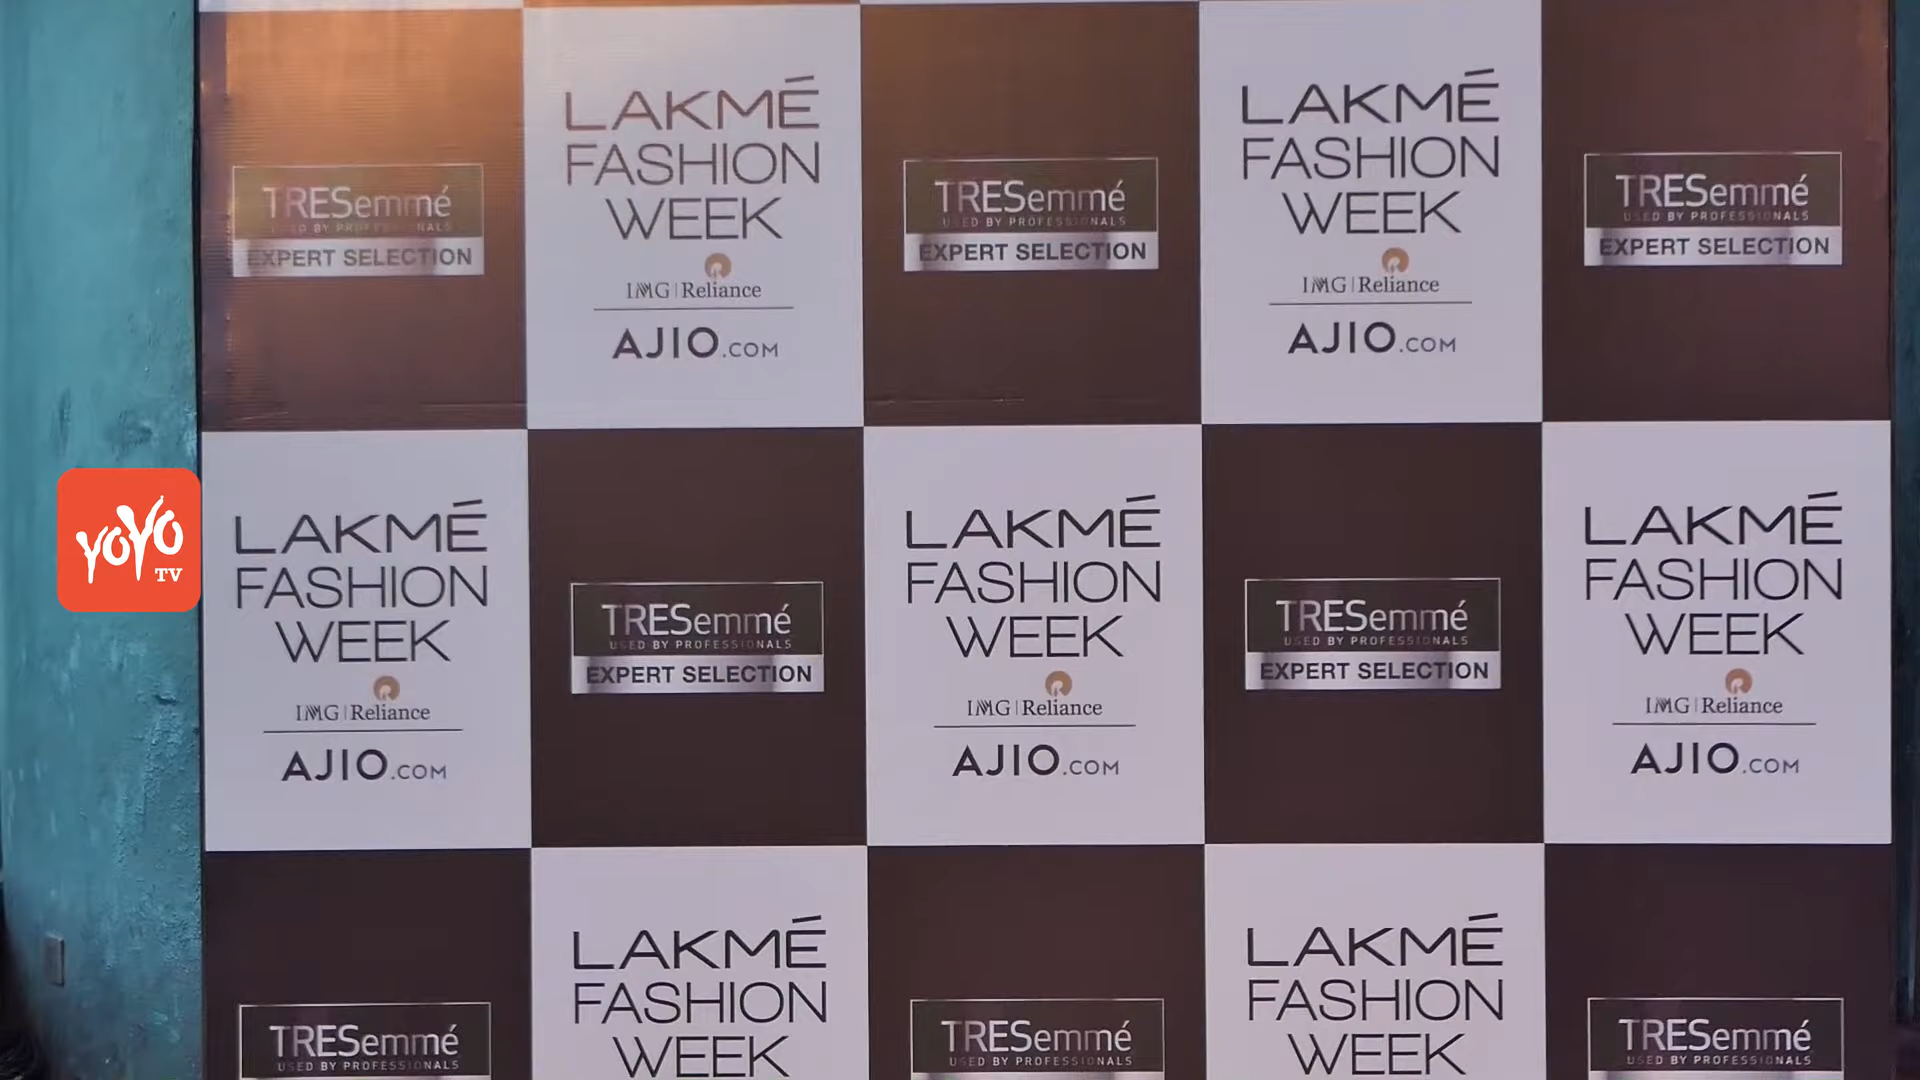 LAKMÉ
FASHION
WEEK
IMG | Reliance
AJIO.COM
LAKMÉ
FASHION
WEEK
IMG | Reliance
AJIO.COM
TRESemmé
USED BY PROFESSIONALS
EXPERT SELECTION
TRESemmé
USED BY PROFESSIONALS
EXPERT SELECTION
TRESemmé
USED BY PROFESSIONALS
EXPERT SELECTION
YOYO
TV
LAKMÉ
FASHION
WEEK
IMG | Reliance
AJIO.COM
TRESemmé
USED BY PROFESSIONALS
EXPERT SELECTION
LAKMÉ
FASHION
WEEK
IMG | Reliance
AJIO.COM
TRESemmé
USED BY PROFESSIONALS
EXPERT SELECTION
LAKMÉ
FASHION
WEEK
IMG | Reliance
AJIO.COM
TRESemmé
USED BY PROFESSIONALS
LAKMÉ
FASHION
WEEK
TRESemmé
USED BY PROFESSIONALS
LAKMÉ
FASHION
WEEK
TRESemmé
USED BY PROFESSIONALS